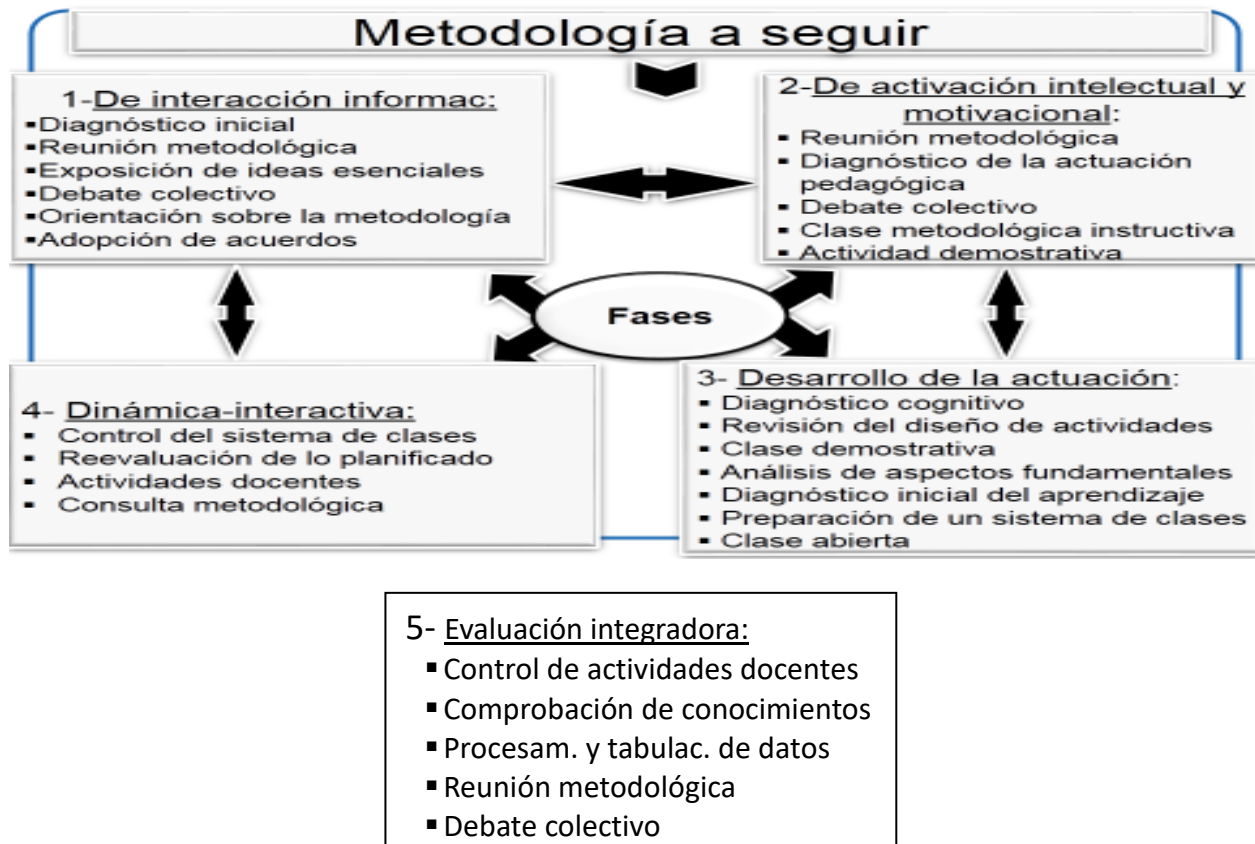 Metodología a seguir
1-De interacción informac:
▪Diagnóstico inicial
▪Reunión metodológica
▪Exposición de ideas esenciales
▪Debate colectivo
▪Orientación sobre la metodología
▪Adopción de acuerdos
2-De activación intelectual y
motivacional:
▪ Reunión metodológica
▪ Diagnóstico de la actuación
pedagógica
▪ Debate colectivo
▪ Clase metodológica instructiva
▪ Actividad demostrativa
Fases
3- Desarrollo de la actuación:
▪ Diagnóstico cognitivo
▪ Revisión del diseño de actividades
▪ Clase demostrativa
▪ Análisis de aspectos fundamentales
▪ Diagnóstico inicial del aprendizaje
▪ Preparación de un sistema de clases
▪ Clase abierta
4- Dinámica-interactiva:
▪ Control del sistema de clases
▪ Reevaluación de lo planificado
▪ Actividades docentes
▪ Consulta metodológica
5- Evaluación integradora:
▪ Control de actividades docentes
▪ Comprobación de conocimientos
▪ Procesam. y tabulac. de datos
▪ Reunión metodológica
▪ Debate colectivo